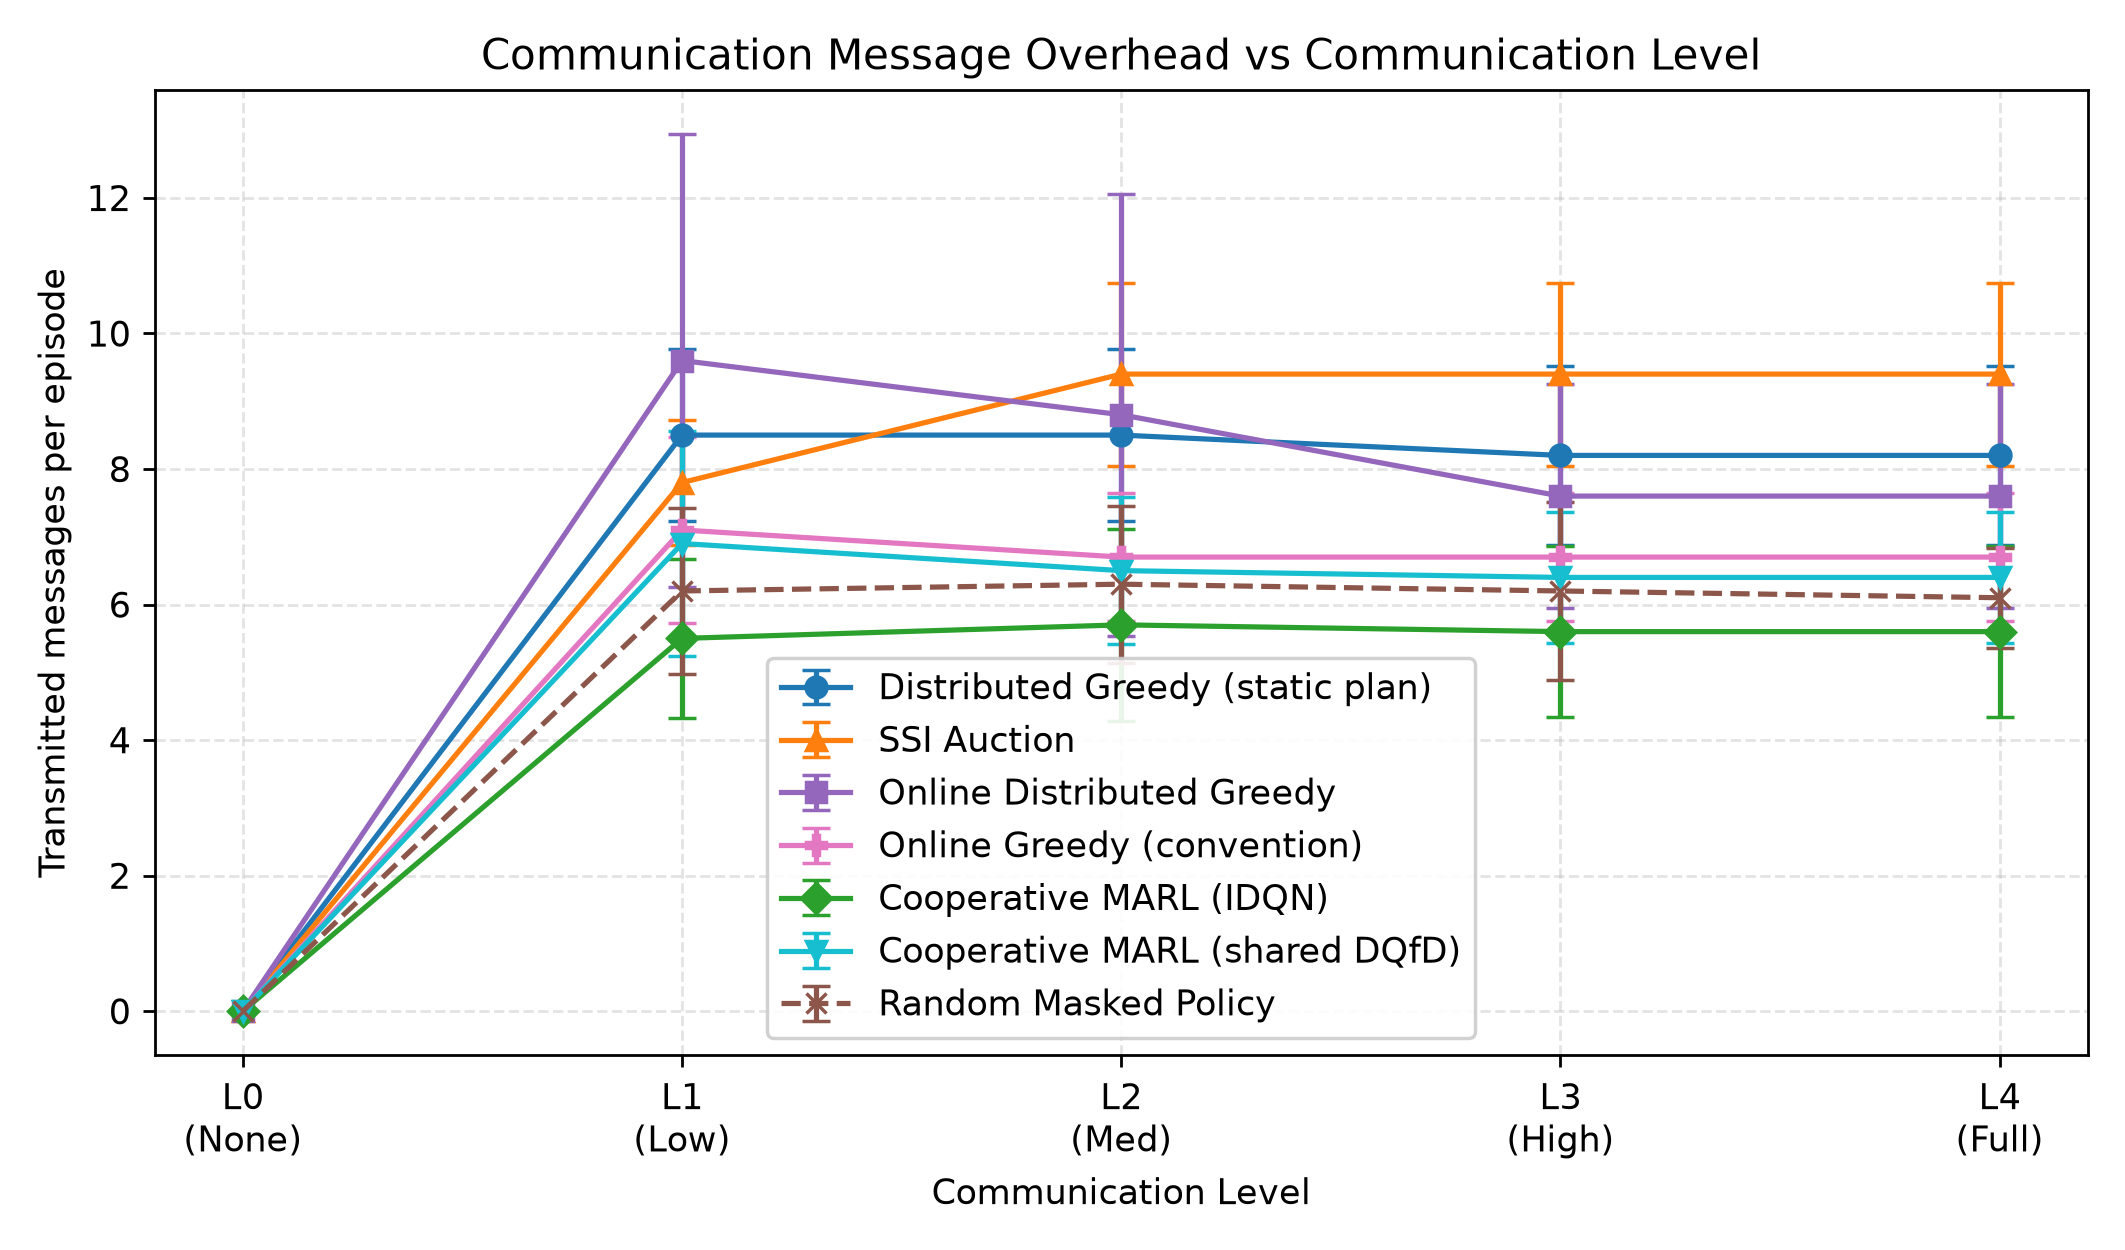 Communication Message Overhead vs Communication Level
Transmitted messages per episode
12
10
8
6
4
2
0
Distributed Greedy (static plan)
SSI Auction
Online Distributed Greedy
Online Greedy (convention)
Cooperative MARL (IDQN)
Cooperative MARL (shared DQfD)
Random Masked Policy
L0
(None)
L1
(Low)
L2
(Med)
L3
(High)
L4
(Full)
Communication Level